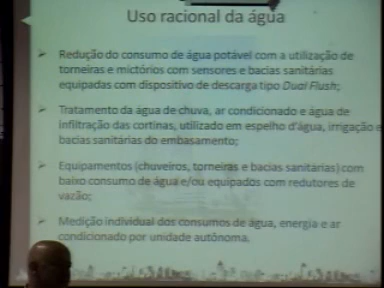 Uso racional da água
Redução do consumo de água potável com a utilização de
torneiras e mictórios com sensores e bacias sanitárias
equipadas com dispositivo de descarga tipo Dual Flush;
Tratamento da água de chuva, ar condicionado e água de
infiltração das cortinas, utilizado em espelho d'água, irrigação e
bacias sanitárias do embasamento;
Equipamentos (chuveiros, torneiras e bacias sanitárias) com
baixo consumo de água e/ou equipados com redutores de
vazão;
Medição individual dos consumos de água, energia e ar
condicionado por unidade autônoma.